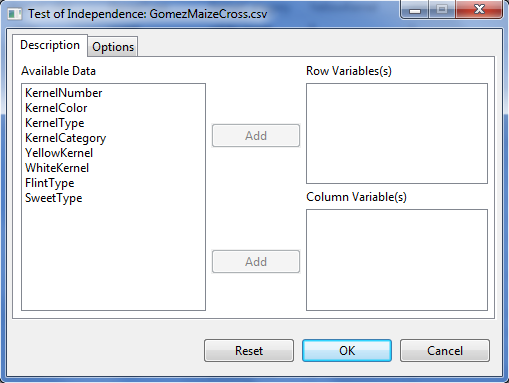 Test of Independence: GomezMaizeCross.csv
Description
Options
Available Data
KernelNumber
KernelColor
KernelType
KernelCategory
YellowKernel
WhiteKernel
FlintType
SweetType
Add
Add
Row Variables(s)
Column Variable(s)
Reset
OK
Cancel